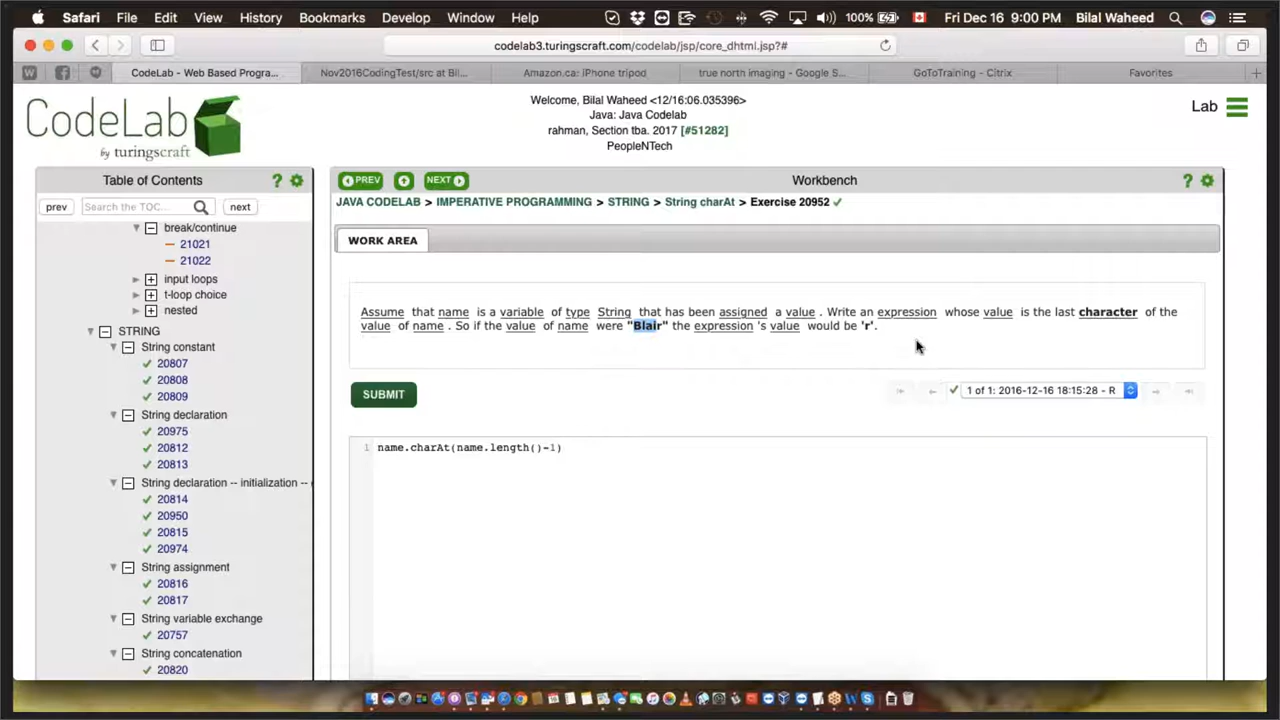 Safari File Edit View History Bookmarks Develop Window Help 100% Fri Dec 16 9:00 PM Bilal Waheed
codelab3.turingscraft.com/codelab/jsp/core_dhtml.jsp?#
CodeLab - Web Based Progra... Nov2016CodingTest/src at Bil... Amazon.ca: iPhone tripod true north imaging - Google S... GoToTraining - Citrix Favorites
CodeLab
by turingscraft
Welcome, Bilal Waheed <12/16:06.035396>
Java: Java Codelab
rahman, Section tba. 2017 [#51282]
PeopleNTech
Lab
Table of Contents ?
prev Search the TOC... next
break/continue
21021
21022
input loops
t-loop choice
nested
STRING
String constant
20807
20808
20809
String declaration
20975
20812
20813
String declaration -- initialization --
20814
20950
20815
20974
String assignment
20816
20817
String variable exchange
20757
String concatenation
20820
PREV NEXT Workbench ?
JAVA CODELAB > IMPERATIVE PROGRAMMING > STRING > String charAt > Exercise 20952
WORK AREA
Assume that name is a variable of type String that has been assigned a value . Write an expression whose value is the last character of the
value of name . So if the value of name were "Blair" the expression 's value would be 'r'.
SUBMIT
1 of 1: 2016-12-16 18:15:28 - R
1 name.charAt(name.length()-1)